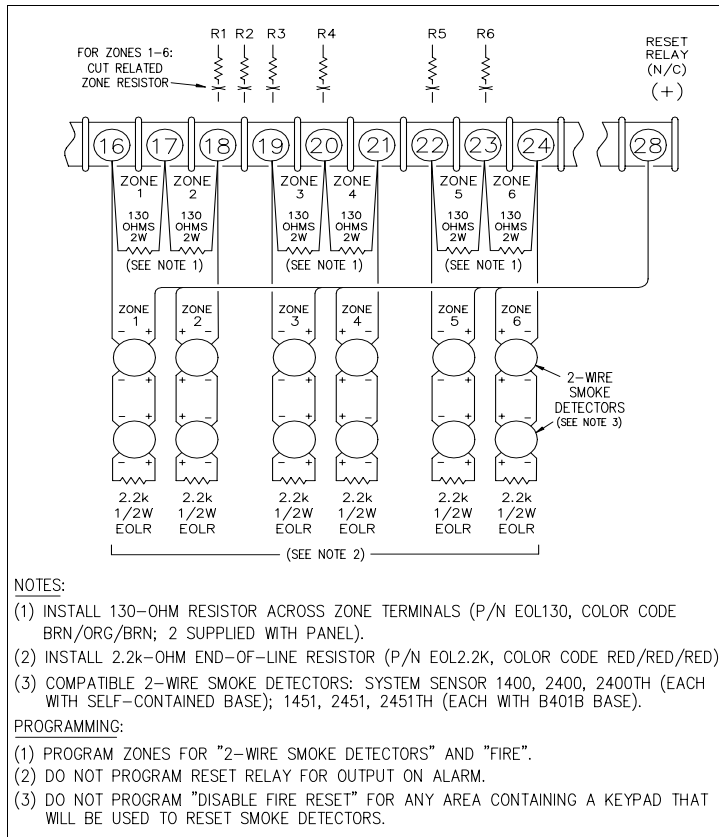 R1 R2 R3 R4 R5 R6
FOR ZONES 1-6:
CUT RELATED
ZONE RESISTOR
RESET
RELAY
(N/C)
(+)
16 17 18 19 20 21 22 23 24 28
ZONE ZONE ZONE ZONE ZONE ZONE
1 2 3 4 5 6
130 130 130 130 130 130
OHMS OHMS OHMS OHMS OHMS OHMS
2W 2W 2W 2W 2W 2W
(SEE NOTE 1) (SEE NOTE 1) (SEE NOTE 1)
ZONE ZONE ZONE ZONE ZONE ZONE
1 2 3 4 5 6
- + + - - + + - - + + -
- + + - - + + - - + + -
2-WIRE
SMOKE
DETECTORS
(SEE NOTE 3)
- + + - - + + - - + + -
- + + - - + + - - + + -
2.2k 2.2k 2.2k 2.2k 2.2k 2.2k
1/2W 1/2W 1/2W 1/2W 1/2W 1/2W
EOLR EOLR EOLR EOLR EOLR EOLR
(SEE NOTE 2)
NOTES:
(1) INSTALL 130-OHM RESISTOR ACROSS ZONE TERMINALS (P/N EOL130, COLOR CODE
BRN/ORG/BRN; 2 SUPPLIED WITH PANEL).
(2) INSTALL 2.2k-OHM END-OF-LINE RESISTOR (P/N EOL2.2K, COLOR CODE RED/RED/RED)
(3) COMPATIBLE 2-WIRE SMOKE DETECTORS: SYSTEM SENSOR 1400, 2400, 2400TH (EACH
WITH SELF-CONTAINED BASE); 1451, 2451, 2451TH (EACH WITH B401B BASE).
PROGRAMMING:
(1) PROGRAM ZONES FOR "2-WIRE SMOKE DETECTORS" AND "FIRE".
(2) DO NOT PROGRAM RESET RELAY FOR OUTPUT ON ALARM.
(3) DO NOT PROGRAM "DISABLE FIRE RESET" FOR ANY AREA CONTAINING A KEYPAD THAT
WILL BE USED TO RESET SMOKE DETECTORS.